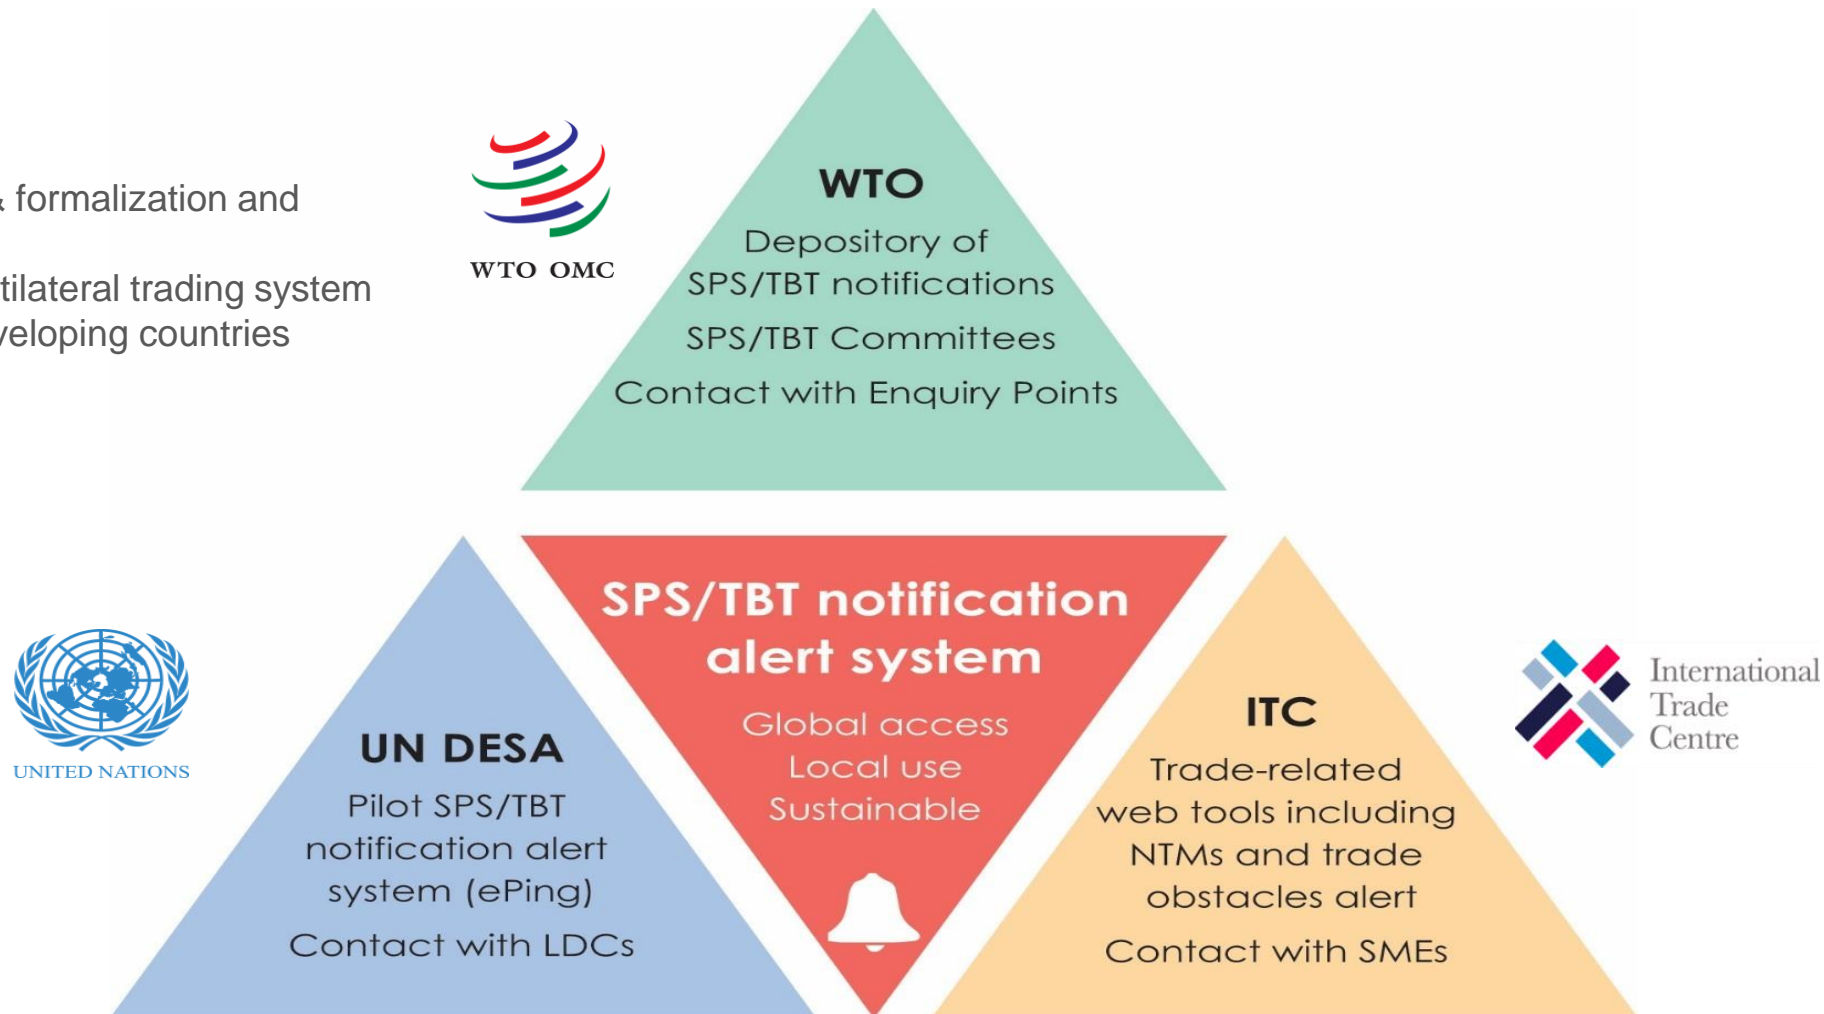 & formalization and
tilateral trading system
veloping countries
WTO OMC
WTO
Depository of
SPS/TBT notifications
SPS/TBT Committees
Contact with Enquiry Points
SPS/TBT notification
alert system
Global access
Local use
Sustainable
UNITED NATIONS
UN DESA
Pilot SPS/TBT
notification alert
system (ePing)
Contact with LDCs
ITC
Trade-related
web tools including
NTMs and trade
obstacles alert
Contact with SMEs
International
Trade
Centre